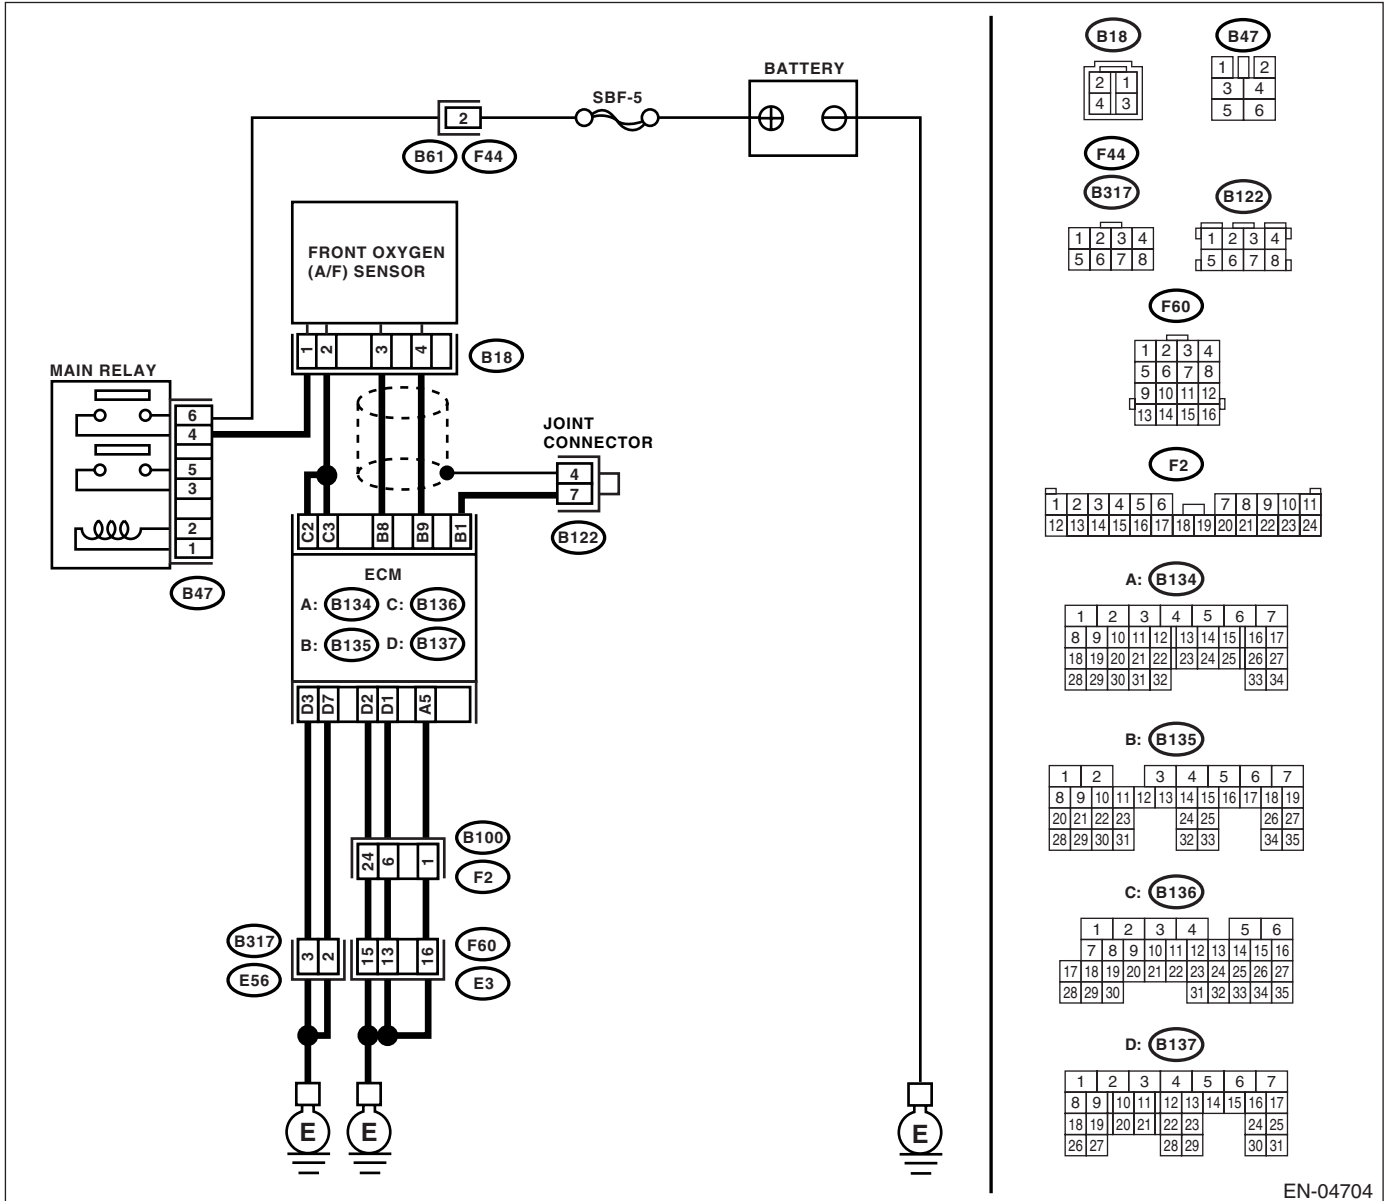 BATTERY
SBF-5
2
B61 F44
FRONT OXYGEN
(A/F) SENSOR
1 2 3 4
B18
MAIN RELAY
6
4
5
3
2
1
B47
JOINT
CONNECTOR
4
7
B122
C2 C3 B8 B9 B1
ECM
A: B134 C: B136
B: B135 D: B137
D3 D7 D2 D1 A5
B100
24 6 1
F2
B317
3 2
E56
15 13 16
F60
E3
E E E
B18
2 1
4 3
B47
1 2
3 4
5 6
F44
B317
1 2 3 4
5 6 7 8
B122
1 2 3 4
5 6 7 8
F60
1 2 3 4
5 6 7 8
9 10 11 12
13 14 15 16
F2
1 2 3 4 5 6 7 8 9 10 11
12 13 14 15 16 17 18 19 20 21 22 23 24
A: B134
1 2 3 4 5 6 7
8 9 10 11 12 13 14 15 16 17
18 19 20 21 22 23 24 25 26 27
28 29 30 31 32 33 34
B: B135
1 2 3 4 5 6 7
8 9 10 11 12 13 14 15 16 17 18 19
20 21 22 23 24 25 26 27
28 29 30 31 32 33 34 35
C: B136
1 2 3 4 5 6
7 8 9 10 11 12 13 14 15 16
17 18 19 20 21 22 23 24 25 26 27
28 29 30 31 32 33 34 35
D: B137
1 2 3 4 5 6 7
8 9 10 11 12 13 14 15 16 17
18 19 20 21 22 23 24 25
26 27 28 29 30 31
EN-04704